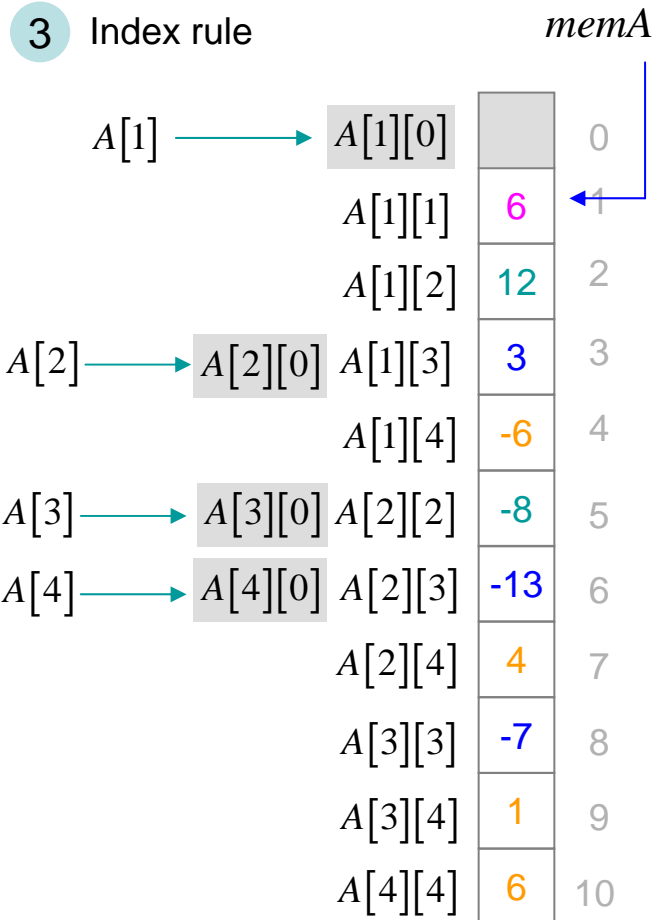 3 Index rule memA
A[1] A[1][0] 0
A[1][1] 6 1
A[1][2] 12 2
A[2] A[2][0] A[1][3] 3 3
A[1][4] -6 4
A[3] A[3][0] A[2][2] -8 5
A[4] A[4][0] A[2][3] -13 6
A[2][4] 4 7
A[3][3] -7 8
A[3][4] 1 9
A[4][4] 6 10